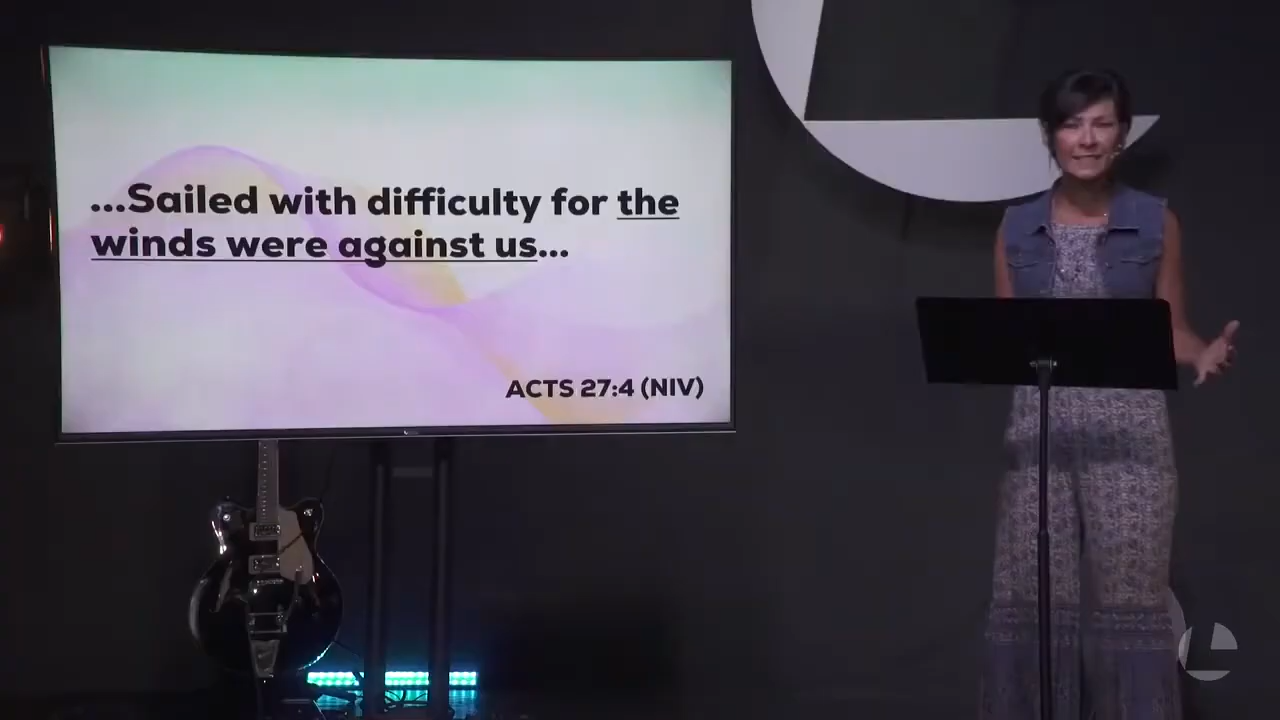 ...Sailed with difficulty for the
winds were against us...
ACTS 27:4 (NIV)